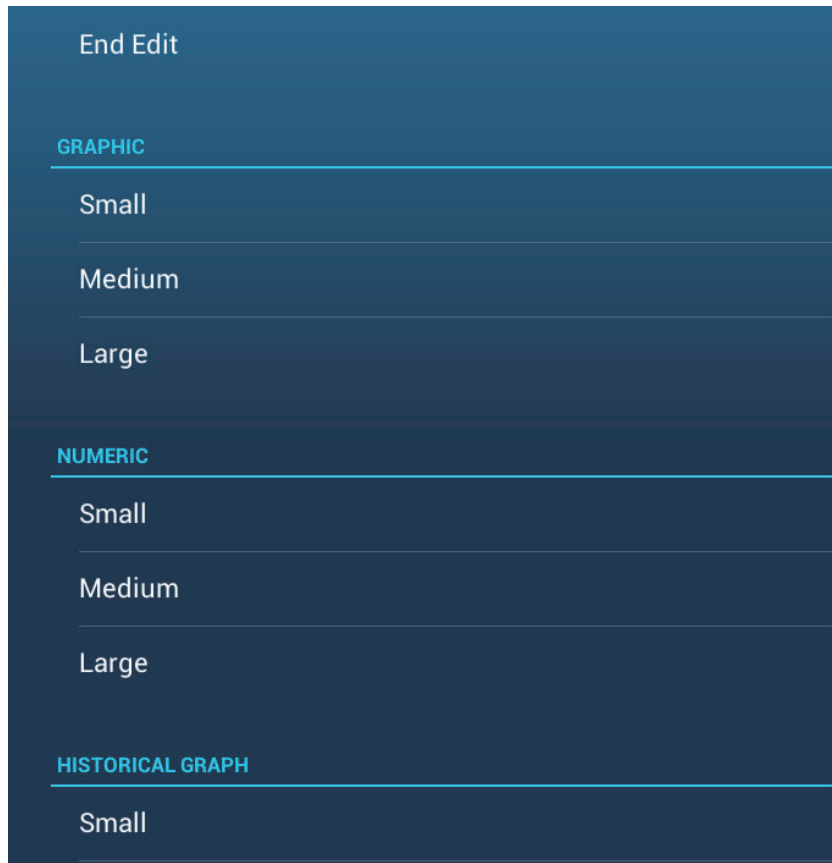 End Edit
GRAPHIC
Small
Medium
Large
NUMERIC
Small
Medium
Large
HISTORICAL GRAPH
Small